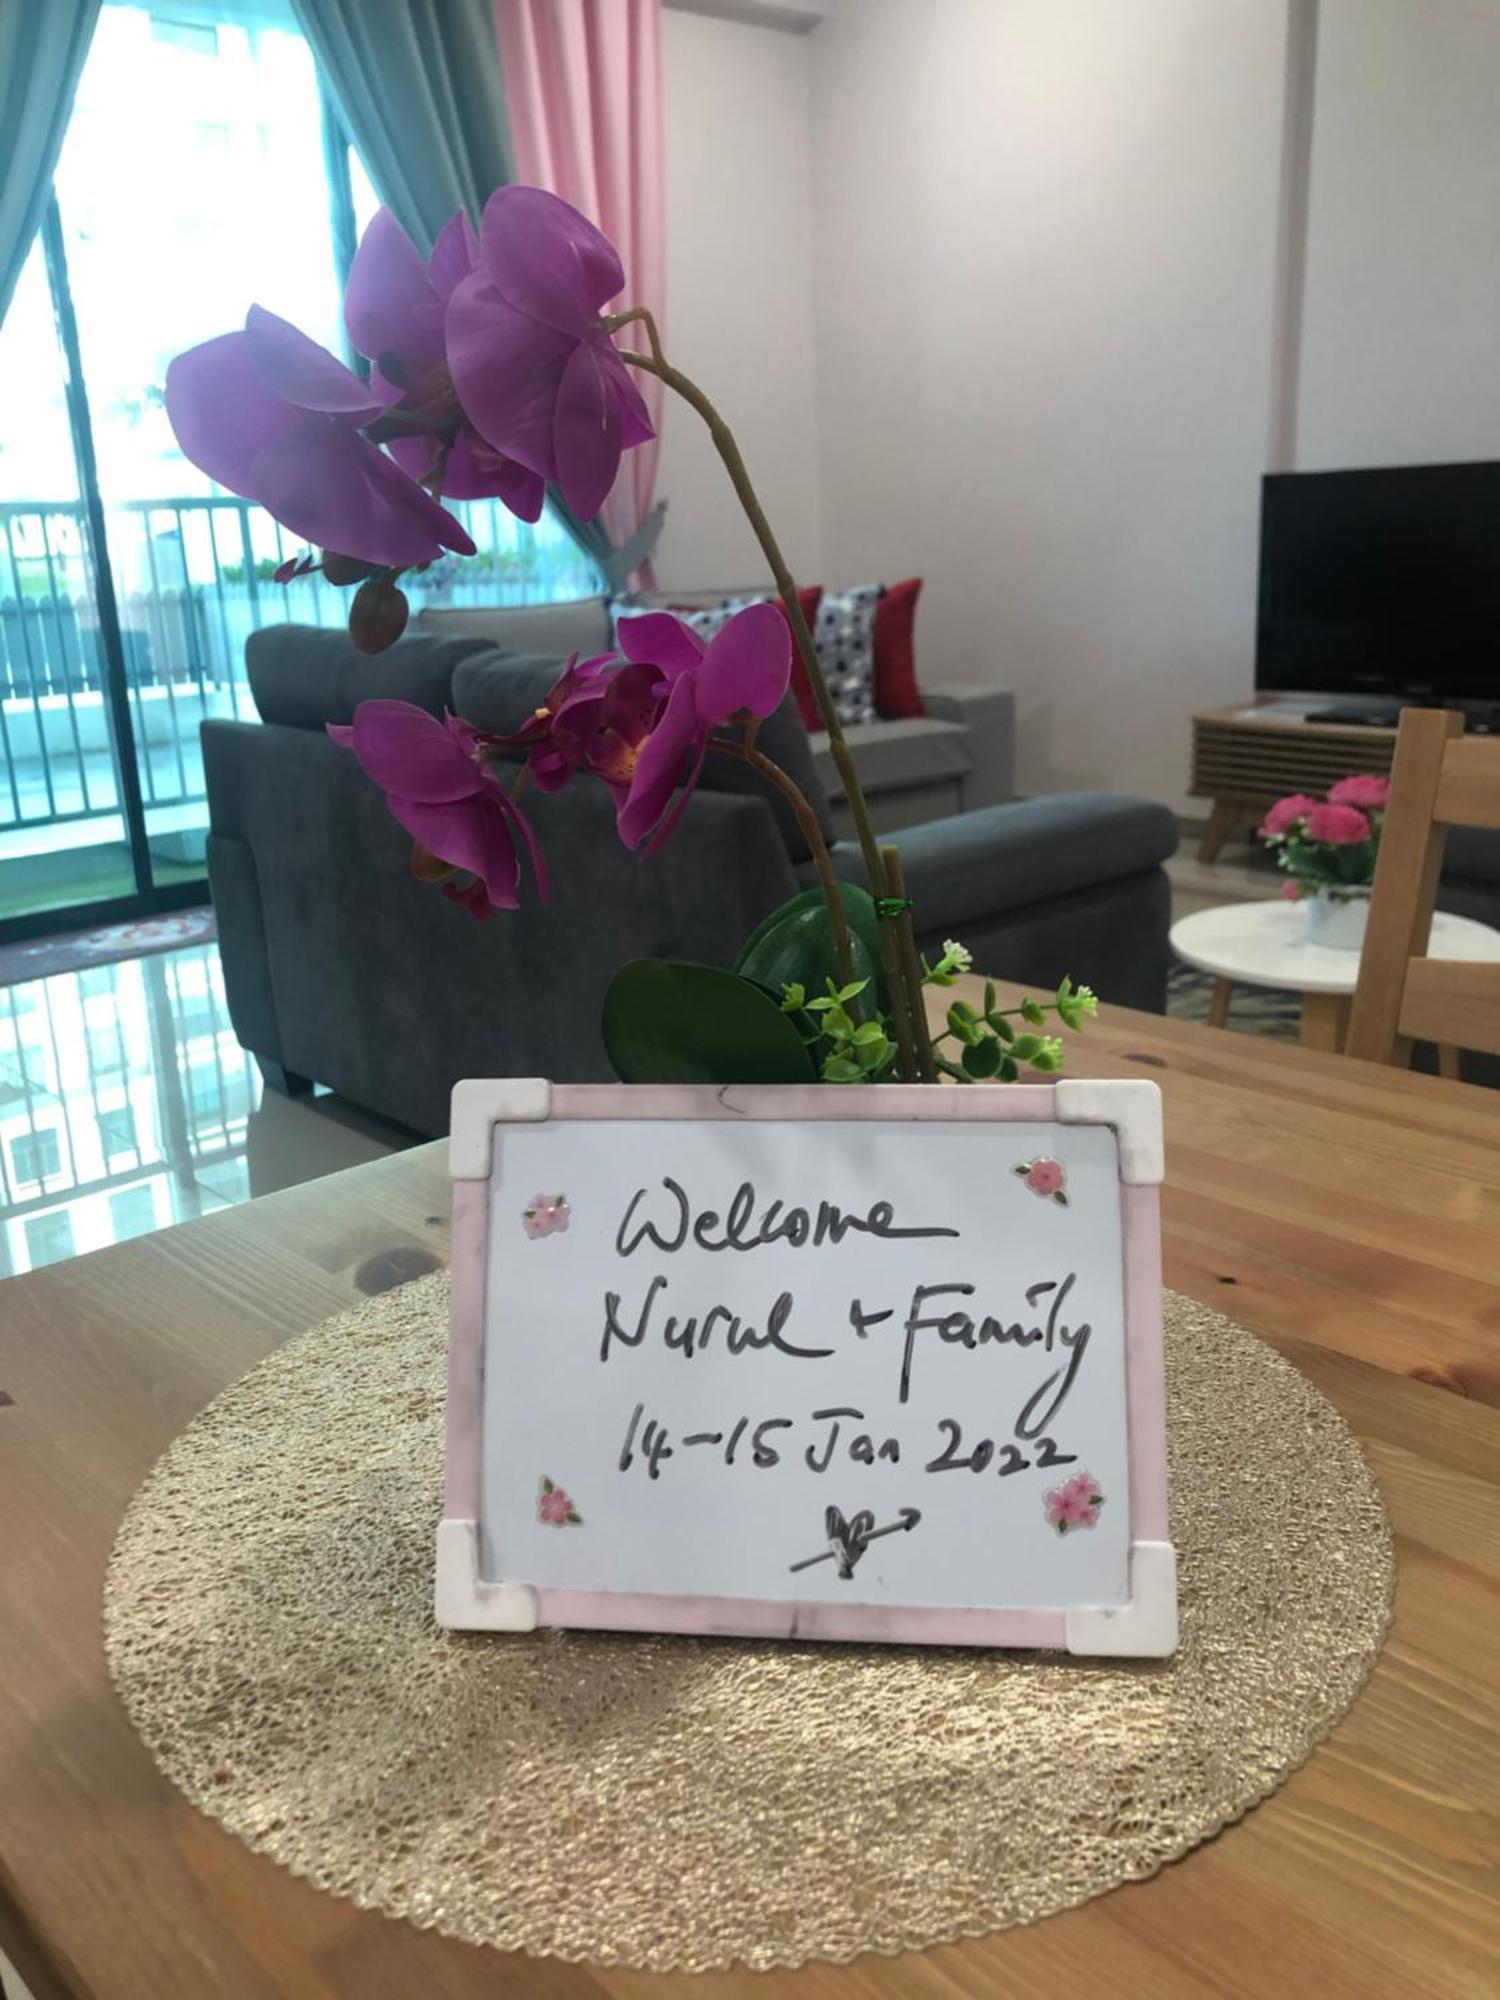 Welcome
Nurul + Family
14-15 Jan 2022